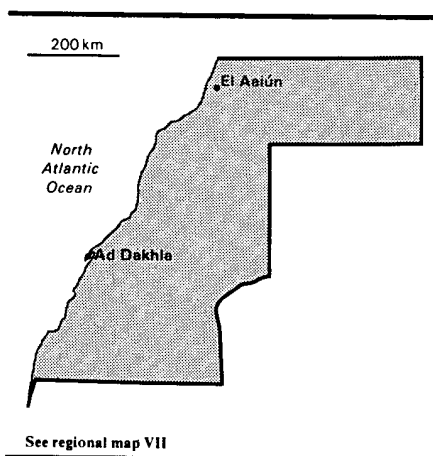 200 km
El Aaiún
North
Atlantic
Ocean
Ad Dakhla
See regional map VII